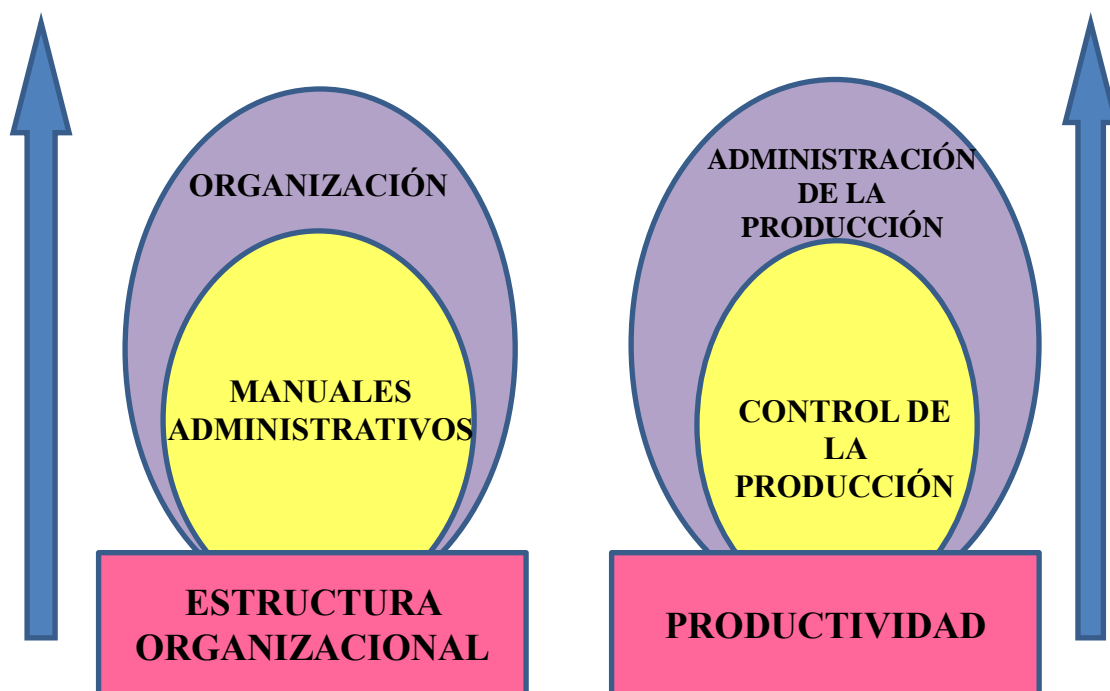 ORGANIZACIÓN
MANUALES
ADMINISTRATIVOS
ESTRUCTURA
ORGANIZACIONAL
ADMINISTRACIÓN
DE LA
PRODUCCIÓN
CONTROL DE
LA
PRODUCCIÓN
PRODUCTIVIDAD